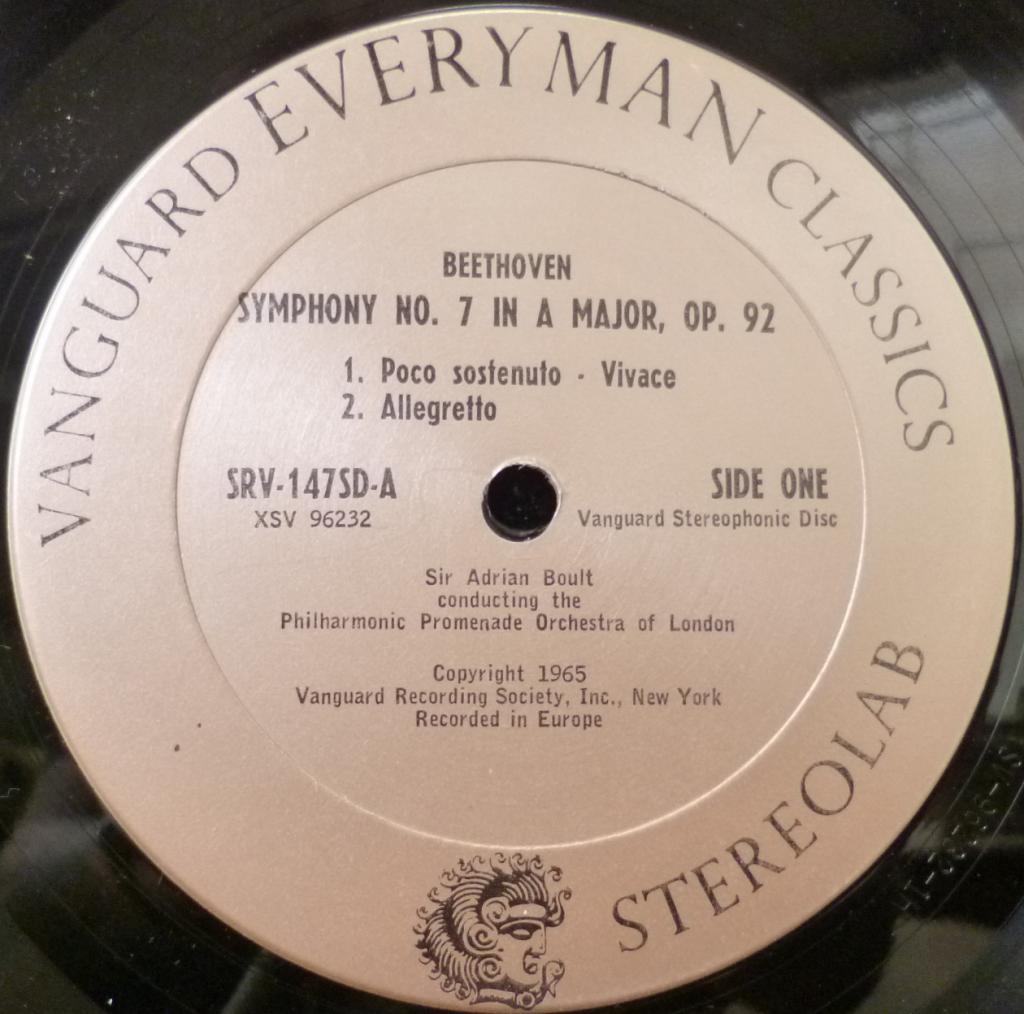 VANGUARD EVERYMAN CLASSICS
BEETHOVEN
SYMPHONY NO. 7 IN A MAJOR, OP. 92
1. Poco sostenuto - Vivace
2. Allegretto
SRV-147SD-A
SIDE ONE
XSV 96232
Vanguard Stereophonic Disc
Sir Adrian Boult
conducting the
Philharmonic Promenade Orchestra of London
Copyright 1965
Vanguard Recording Society, Inc., New York
Recorded in Europe
STEREOLAB